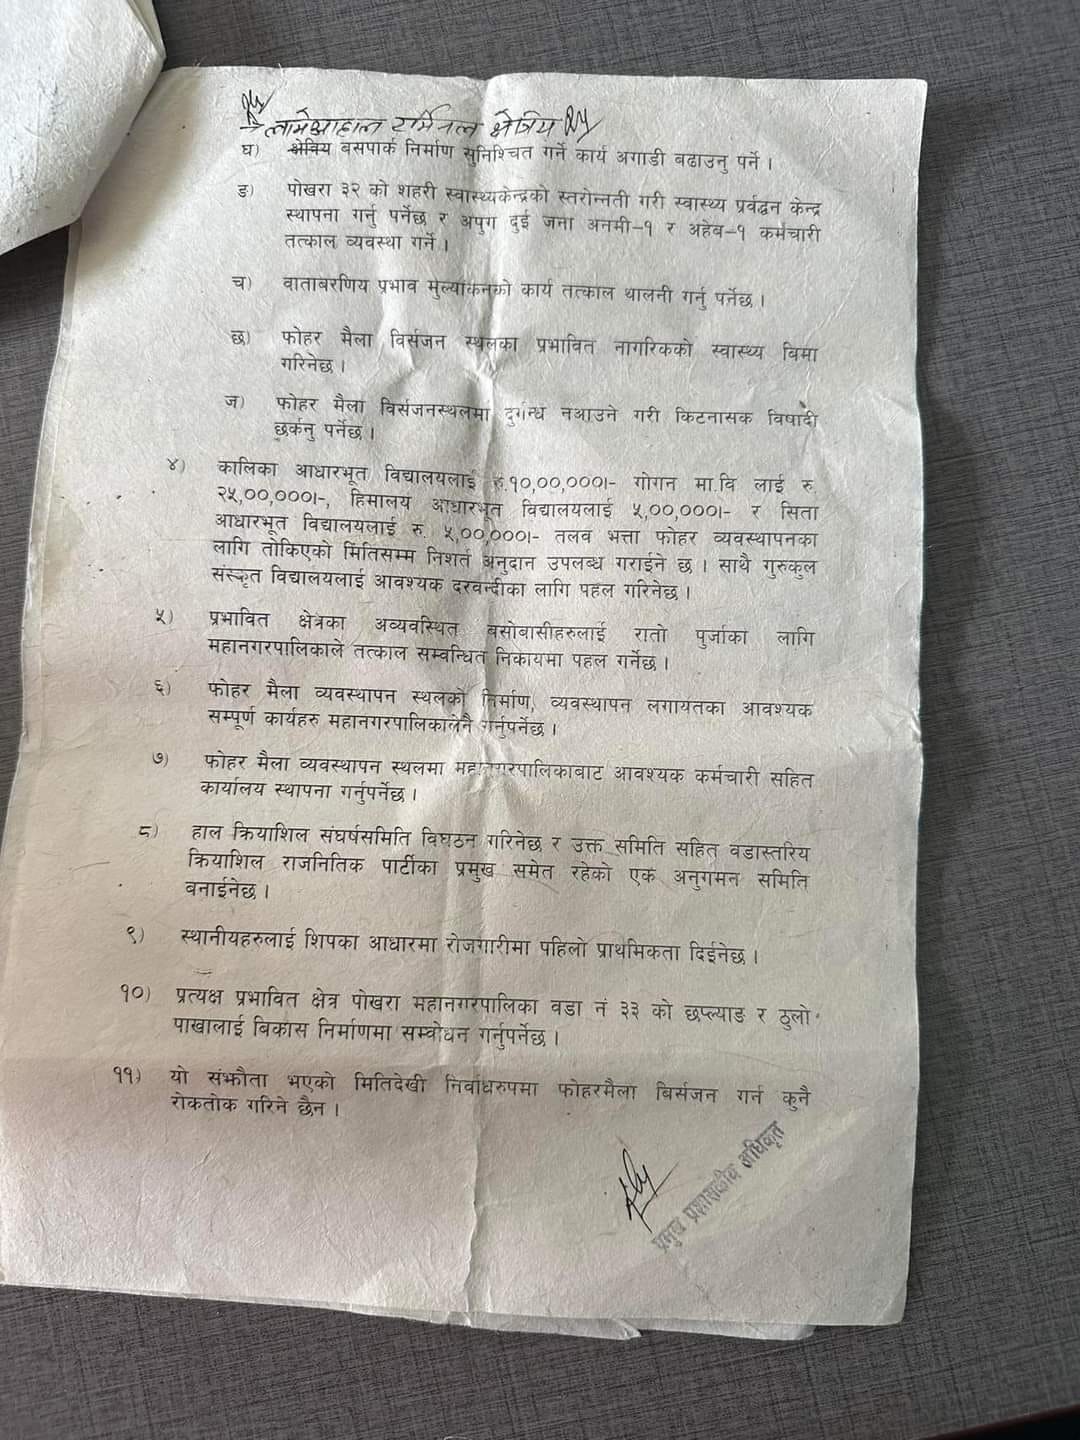 लामेआहाल टर्मिनल क्षेत्रिय
घ) क्षेत्रिय बसपार्क निर्माण सुनिश्चित गर्ने कार्य अगाडी बढाउनु पर्ने ।
ङ) पोखरा ३२ को शहरी स्वास्थ्यकेन्द्रको स्तरोन्नती गरी स्वास्थ्य प्रर्वद्धन केन्द्र
स्थापना गर्नु पर्नेछ र अपुग दुई जना अनमी-१ र अहेब-१ कर्मचारी
तत्काल व्यवस्था गर्ने ।
च) वाताबरणिय प्रभाव मुल्यांकनको कार्य तत्काल थालनी गर्नु पर्नेछ ।
छ) फोहर मैला विर्सजन स्थलका प्रभावित नागरिकको स्वास्थ्य विमा
गरिनेछ ।
ज) फोहर मैला विर्सजनस्थलमा दुर्गन्ध नआउने गरी किटनासक विषादी
छर्कनु पर्नेछ ।
४) कालिका आधारभूत विद्यालयलाई रु.१०,००,०००।- गोगन मा.वि लाई रु.
२५,००,०००।-, हिमालय आधारभूत विद्यालयलाई ५,००,०००।- र सिता
आधारभूत विद्यालयलाई रु. ५,००,०००।- तलव भत्ता फोहर व्यवस्थापनका
लागि तोकिएको मितिसम्म निशर्त अनुदान उपलब्ध गराईने छ । साथै गुरुकुल
संस्कृत विद्यालयलाई आवश्यक दरवन्दीका लागि पहल गरिनेछ ।
५) प्रभावित क्षेत्रका अव्यवस्थित बसोबासीहरुलाई रातो पुर्जाका लागि
महानगरपालिकाले तत्काल सम्वन्धित निकायमा पहल गर्नेछ ।
६) फोहर मैला व्यवस्थापन स्थलको निर्माण, व्यवस्थापन लगायतका आवश्यक
सम्पूर्ण कार्यहरु महानगरपालिकालेनै गर्नुपर्नेछ ।
७) फोहर मैला व्यवस्थापन स्थलमा महानगरपालिकाबाट आवश्यक कर्मचारी सहित
कार्यालय स्थापना गर्नुपर्नेछ ।
८) हाल क्रियाशिल संघर्षसमिति विघठन गरिनेछ र उक्त समिति सहित वडास्तरिय
क्रियाशिल राजनितिक पार्टीका प्रमुख समेत रहेको एक अनुगमन समिति
बनाईनेछ ।
९) स्थानीयहरुलाई शिपका आधारमा रोजगारीमा पहिलो प्राथमिकता दिईनेछ ।
१०) प्रत्यक्ष प्रभावित क्षेत्र पोखरा महानगरपालिका वडा नं ३३ को छप्ल्याङ र ठुलो
पाखालाई बिकास निर्माणमा सम्वोधन गर्नुपर्नेछ ।
११) यो संझौता भएको मितिदेखी निर्वाधरुपमा फोहरमैला बिर्सजन गर्न कुनै
रोकतोक गरिने छैन ।
प्रमुख प्रशासकीय अधिकृत